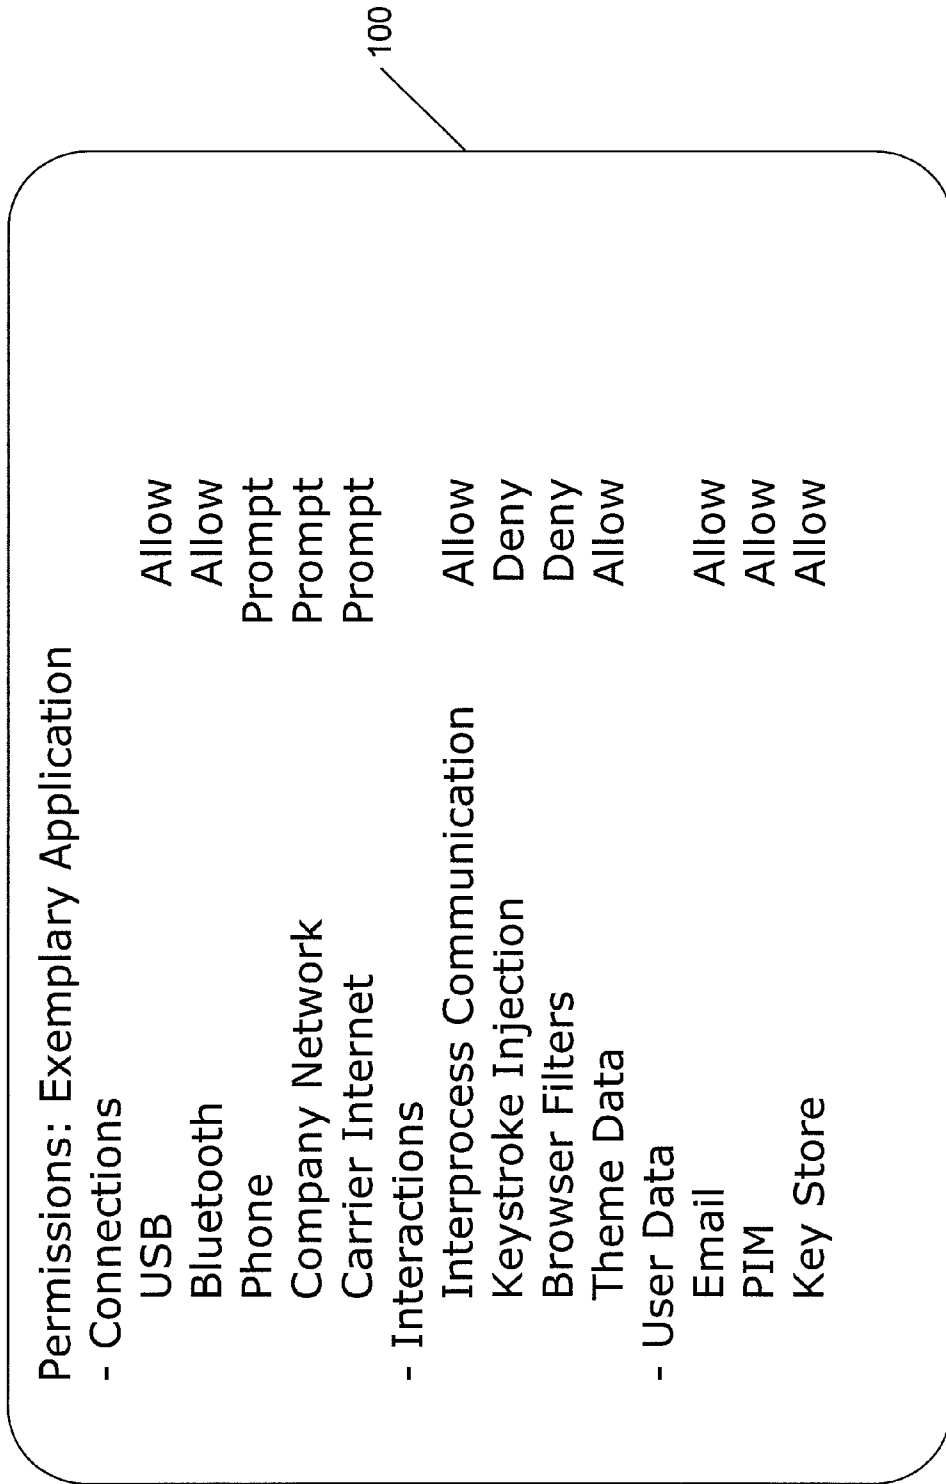 Permissions: Exemplary Application
- Connections
USB Allow
Bluetooth Allow
Phone Prompt
Company Network Prompt
Carrier Internet Prompt
- Interactions
Interprocess Communication Allow
Keystroke Injection Deny
Browser Filters Deny
Theme Data Allow
- User Data
Email Allow
PIM Allow
Key Store Allow
100